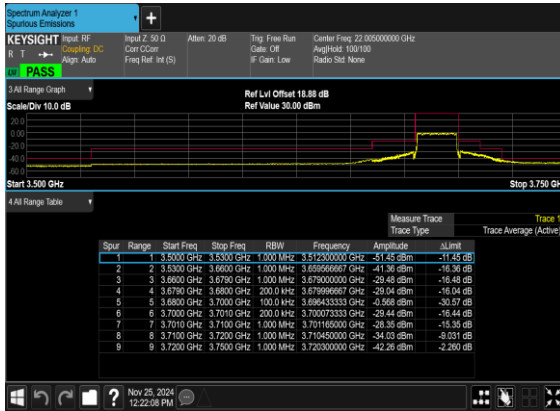 Spectrum Analyzer 1
Spurious Emissions
+
KEYSIGHT Input: RF Input Z: 50 Ω Atten: 20 dB Trig: Free Run Center Freq: 22.005000000 GHz
R T Coupling: DC Corr CCorr Gate: Off Avg|Hold: 100/100
Align: Auto Freq Ref: Int (S) IF Gain: Low Radio Std: None
PASS
3 All Range Graph Ref Lvl Offset 18.88 dB
Scale/Div 10.0 dB Ref Value 30.00 dBm
20.0
0.00
-20.0
-40.0
-60.0
Start 3.500 GHz Stop 3.750 GH
4 All Range Table
Measure Trace Trace 1
Trace Type Trace Average (Active)
Spur Range Start Freq Stop Freq RBW Frequency Amplitude ΔLimit
1 1 3.5000 GHz 3.5300 GHz 1.000 MHz 3.512300000 GHz -51.45 dBm -11.45 dB
2 2 3.5300 GHz 3.6600 GHz 1.000 MHz 3.659566667 GHz -41.36 dBm -16.36 dB
3 3 3.6600 GHz 3.6790 GHz 1.000 MHz 3.679000000 GHz -29.48 dBm -16.48 dB
4 4 3.6790 GHz 3.6800 GHz 200.0 kHz 3.679996667 GHz -29.04 dBm -16.04 dB
5 5 3.6800 GHz 3.7000 GHz 100.0 kHz 3.696433333 GHz -0.568 dBm -30.57 dB
6 6 3.7000 GHz 3.7010 GHz 200.0 kHz 3.700073333 GHz -29.44 dBm -16.44 dB
7 7 3.7010 GHz 3.7100 GHz 1.000 MHz 3.701165000 GHz -28.35 dBm -15.35 dB
8 8 3.7100 GHz 3.7200 GHz 1.000 MHz 3.710450000 GHz -34.03 dBm -9.031 dB
9 9 3.7200 GHz 3.7500 GHz 1.000 MHz 3.720300000 GHz -42.26 dBm -2.260 dB
? Nov 25, 2024
12:22:08 PM